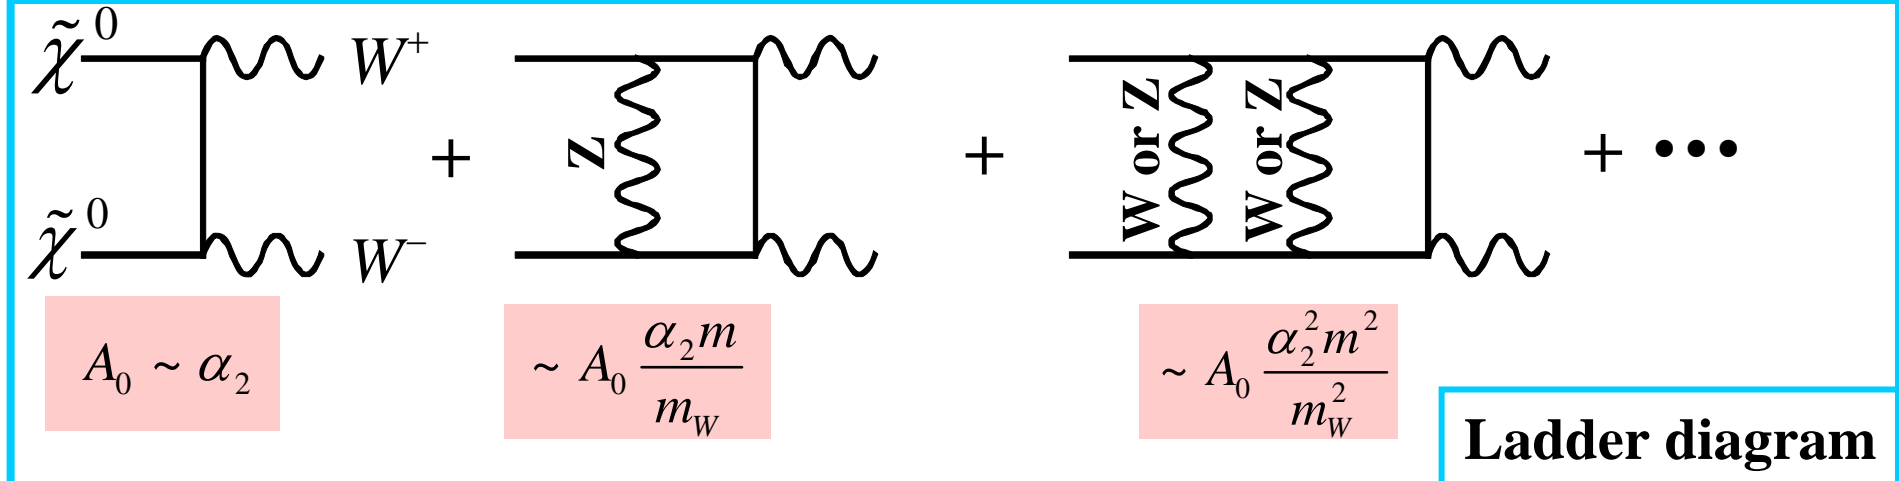 χ̃⁰ W⁺
+ Z + W or Z W or Z + •••
χ̃⁰ W⁻
A₀ ~ α₂
~ A₀ α₂m / m_W
~ A₀ α₂²m² / m_W²
Ladder diagram